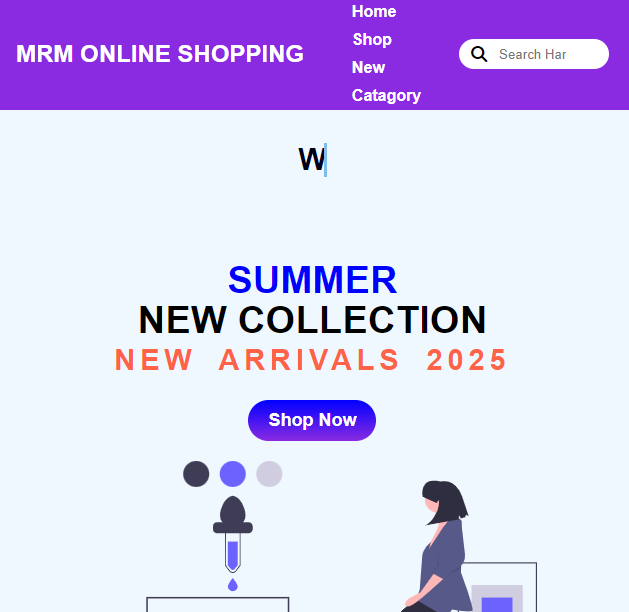 MRM ONLINE SHOPPING
Home
Shop
New
Catagory
Search Har
W
SUMMER
NEW COLLECTION
NEW ARRIVALS 2025
Shop Now